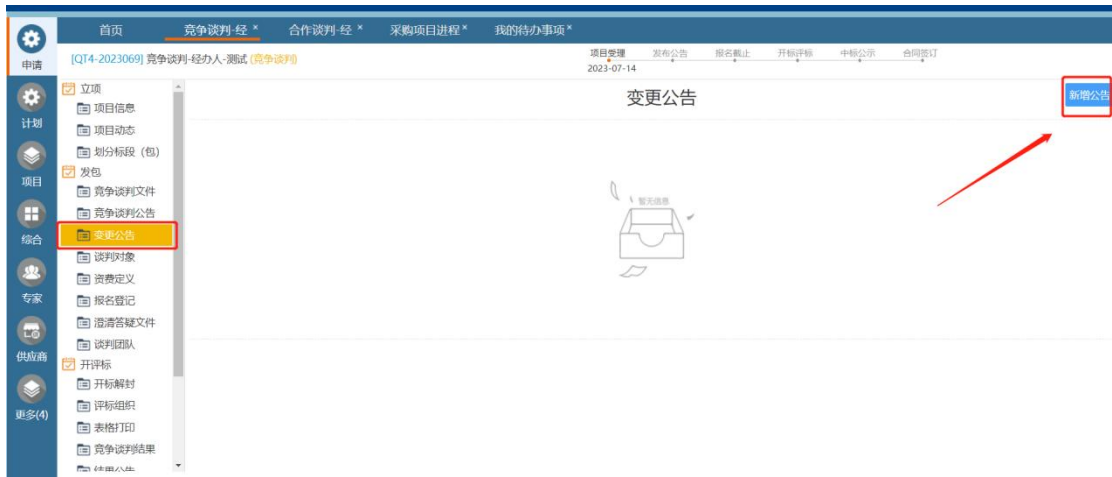 首页
竞争谈判-经 ×
合作谈判-经 ×
采购项目进程 ×
我的待办事项 ×
申请
计划
项目
综合
专家
供应商
更多(4)
[QT4-2023069] 竞争谈判-经办人-测试 (竞争谈判)
项目受理 发布公告 报名截止 开标评标 中标公示 合同签订
2023-07-14
立项
项目信息
项目动态
划分标段（包）
发包
竞争谈判文件
竞争谈判公告
变更公告
谈判对象
资费定义
报名登记
澄清答疑文件
谈判团队
开评标
开标解封
评标组织
表格打印
竞争谈判结果
结果公告
变更公告
新增公告
暂无信息